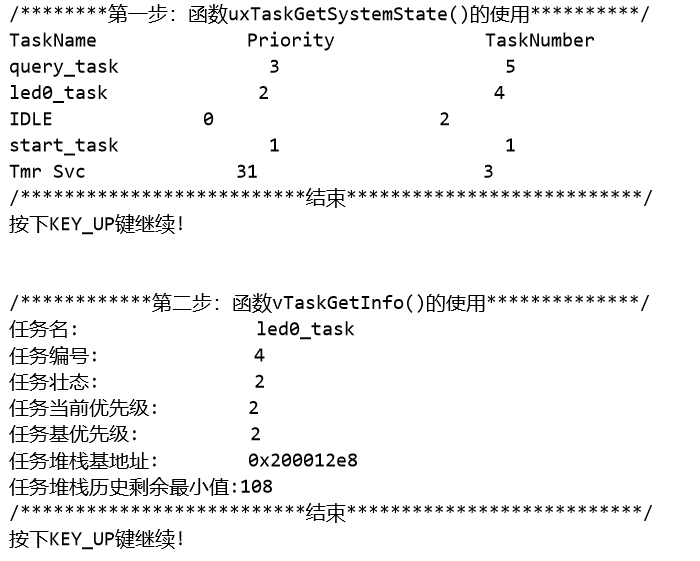 /********第一步：函数uxTaskGetSystemState()的使用**********/
TaskName Priority TaskNumber
query_task 3 5
led0_task 2 4
IDLE 0 2
start_task 1 1
Tmr Svc 31 3
/**************************结束***************************/
按下KEY_UP键继续!
/************第二步：函数vTaskGetInfo()的使用**************/
任务名: led0_task
任务编号: 4
任务壮态: 2
任务当前优先级: 2
任务基优先级: 2
任务堆栈基地址: 0x200012e8
任务堆栈历史剩余最小值:108
/**************************结束***************************/
按下KEY_UP键继续!